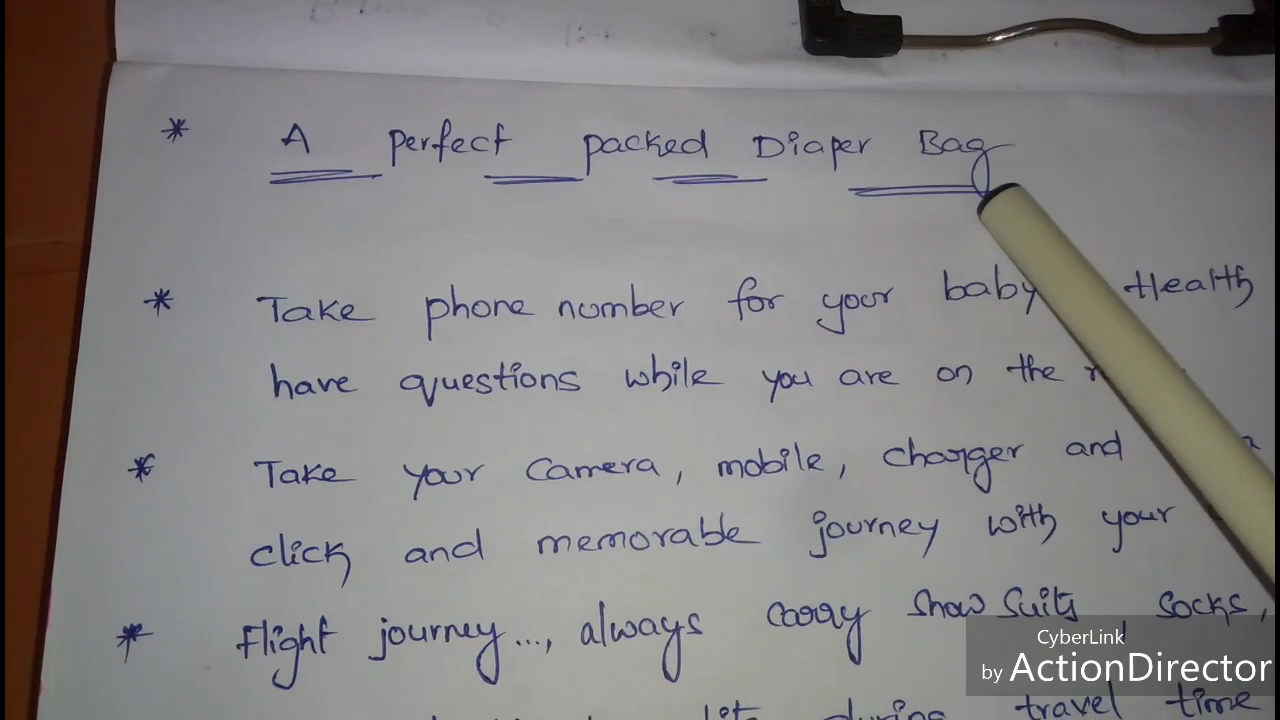 * A perfect packed Diaper Bag
* Take phone number for your baby Health
have questions while you are on the
* Take your camera, mobile, charger and
click and memorable journey with your
* Flight journey..., always carry snow suits, socks,
during travel time
CyberLink
by ActionDirector